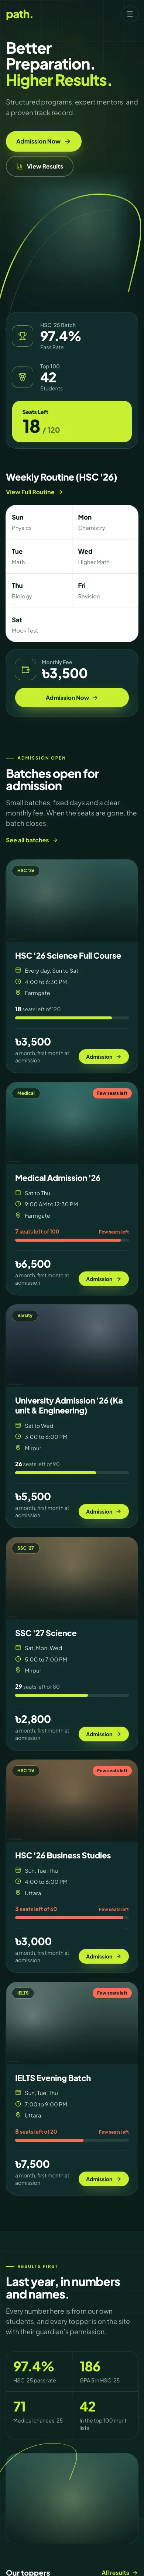 path.
Better
Preparation.
Higher Results.
Structured programs, expert mentors, and
a proven track record.
Admission Now →
View Results
HSC '25 Batch
97.4%
Pass Rate
Top 100
42
Students
Seats Left
18 / 120
Weekly Routine (HSC '26)
View Full Routine →
Sun
Physics
Mon
Chemistry
Tue
Math
Wed
Higher Math
Thu
Biology
Fri
Revision
Sat
Mock Test
Monthly Fee
৳3,500
Admission Now →
ADMISSION OPEN
Batches open for
admission
Small batches, fixed days and a clear
monthly fee. When the seats are gone, the
batch closes.
See all batches →
HSC '26
HSC '26 Science Full Course
Every day, Sun to Sat
4:00 to 6:30 PM
Farmgate
18 seats left of 120
৳3,500
a month, first month at
admission
Admission →
Medical
Few seats left
Medical Admission '26
Sat to Thu
9:00 AM to 12:30 PM
Farmgate
7 seats left of 100
Few seats left
৳6,500
a month, first month at
admission
Admission →
Varsity
University Admission '26 (Ka
unit & Engineering)
Sat to Wed
3:00 to 6:00 PM
Mirpur
26 seats left of 90
৳5,500
a month, first month at
admission
Admission →
SSC '27
SSC '27 Science
Sat, Mon, Wed
5:00 to 7:00 PM
Mirpur
29 seats left of 80
৳2,800
a month, first month at
admission
Admission →
HSC '26
Few seats left
HSC '26 Business Studies
Sun, Tue, Thu
4:00 to 6:00 PM
Uttara
3 seats left of 60
Few seats left
৳3,000
a month, first month at
admission
Admission →
IELTS
Few seats left
IELTS Evening Batch
Sun, Tue, Thu
7:00 to 9:00 PM
Uttara
8 seats left of 20
Few seats left
৳7,500
a month, first month at
admission
Admission →
RESULTS FIRST
Last year, in numbers
and names.
Every number here is from our own
students, and every topper is on the site
with their guardian's permission.
97.4%
HSC '25 pass rate
186
GPA 5 in HSC '25
71
Medical chances '25
42
In the top 100 merit
lists
Our toppers
All results →